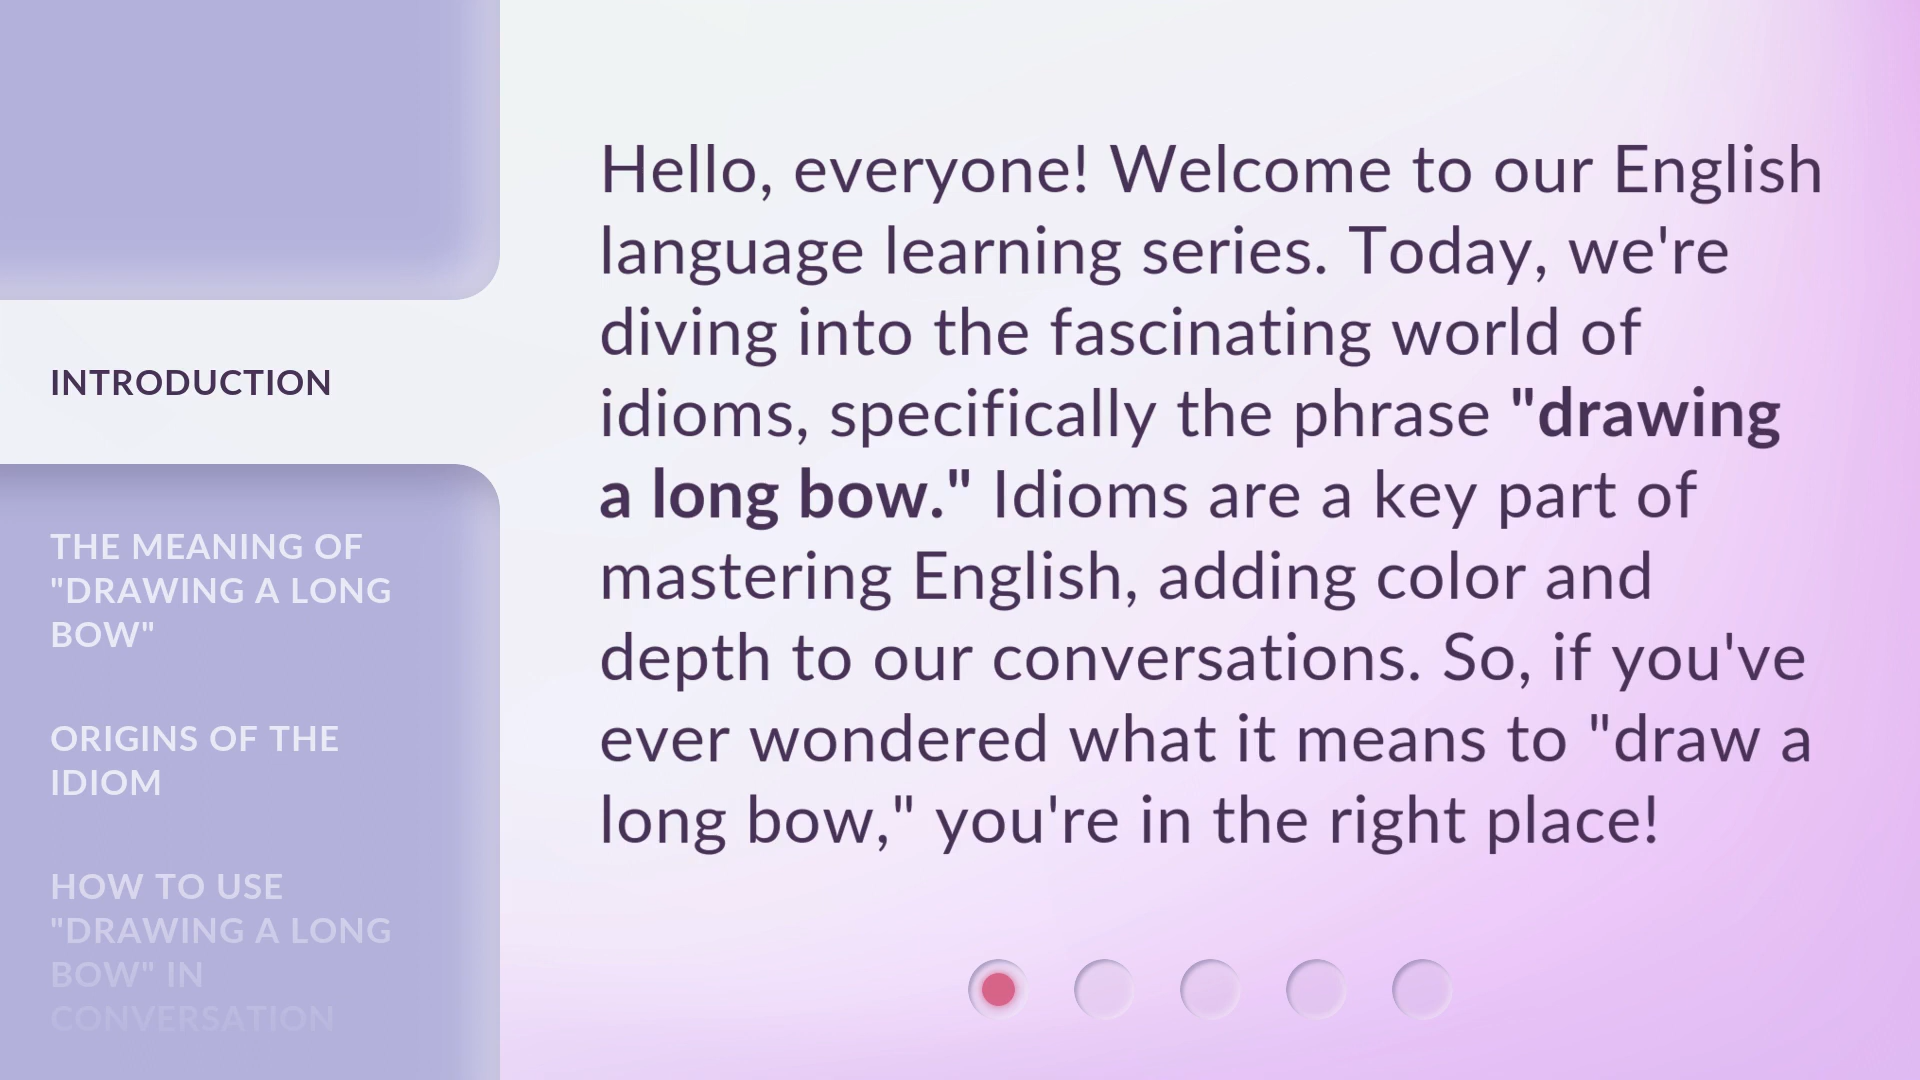 INTRODUCTION
THE MEANING OF
"DRAWING A LONG
BOW"
ORIGINS OF THE
IDIOM
HOW TO USE
"DRAWING A LONG
BOW" IN
CONVERSATION
Hello, everyone! Welcome to our English
language learning series. Today, we're
diving into the fascinating world of
idioms, specifically the phrase "drawing
a long bow." Idioms are a key part of
mastering English, adding color and
depth to our conversations. So, if you've
ever wondered what it means to "draw a
long bow," you're in the right place!